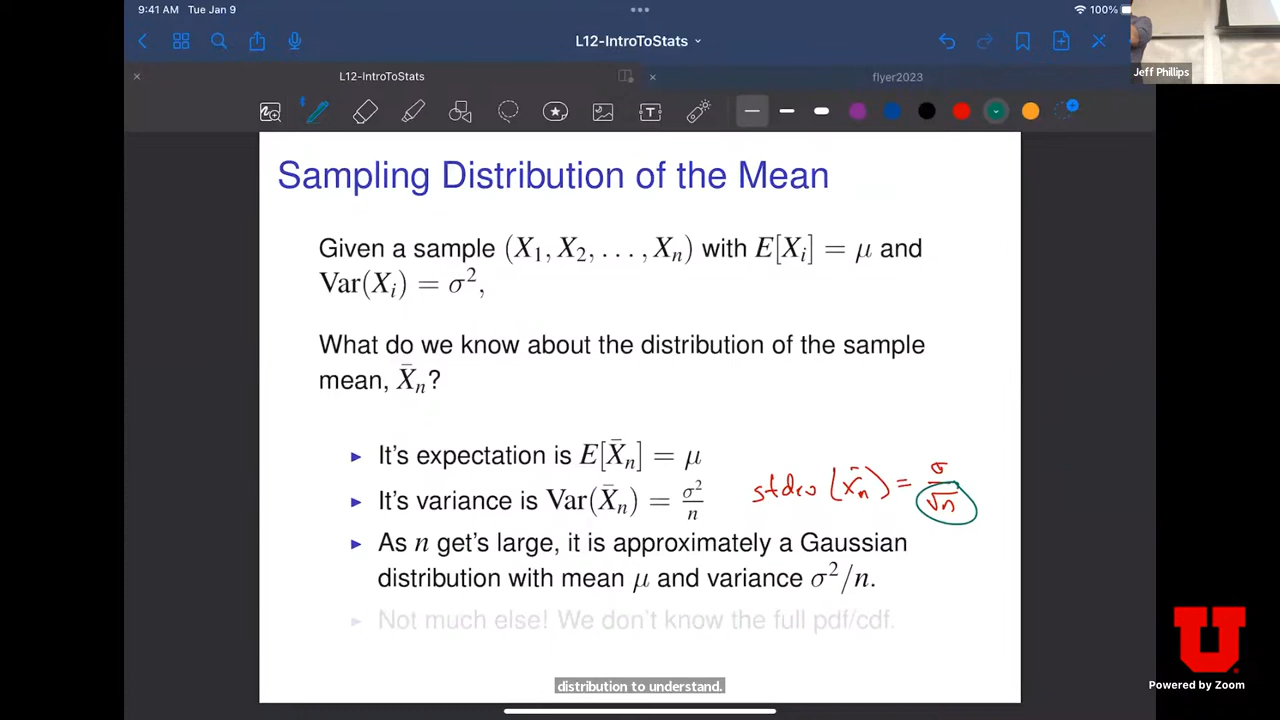 9:41 AM Tue Jan 9
100%
L12-IntroToStats
Jeff Phillips
L12-IntroToStats
flyer2023
T
Sampling Distribution of the Mean
Given a sample (X₁, X₂, . . . , Xₙ) with E[Xᵢ] = μ and
Var(Xᵢ) = σ²,
What do we know about the distribution of the sample
mean, X̄ₙ?
► It's expectation is E[X̄ₙ] = μ
► It's variance is Var(X̄ₙ) = σ²/n
stdev (X̄ₙ) = σ/√n
► As n get's large, it is approximately a Gaussian
distribution with mean μ and variance σ²/n.
► Not much else! We don't know the full pdf/cdf.
distribution to understand.
U
Powered by Zoom